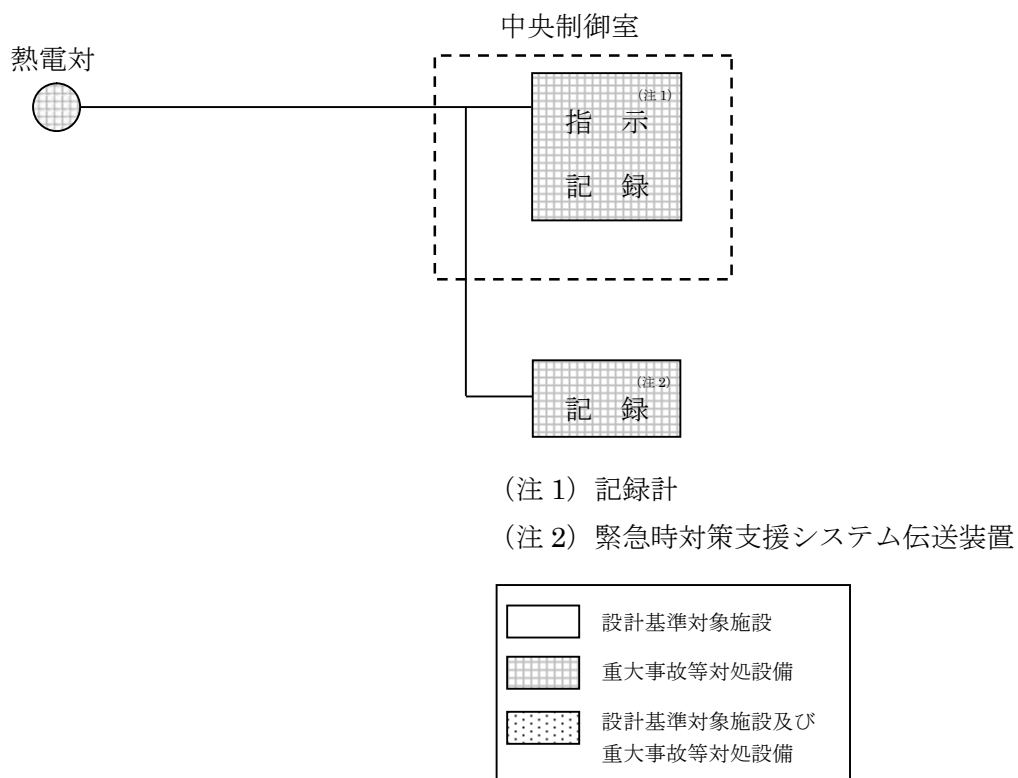 中央制御室
熱電対
(注1)
指 示
記 録
(注2)
記 録
(注 1) 記録計
(注 2) 緊急時対策支援システム伝送装置
設計基準対象施設
重大事故等対処設備
設計基準対象施設及び
重大事故等対処設備